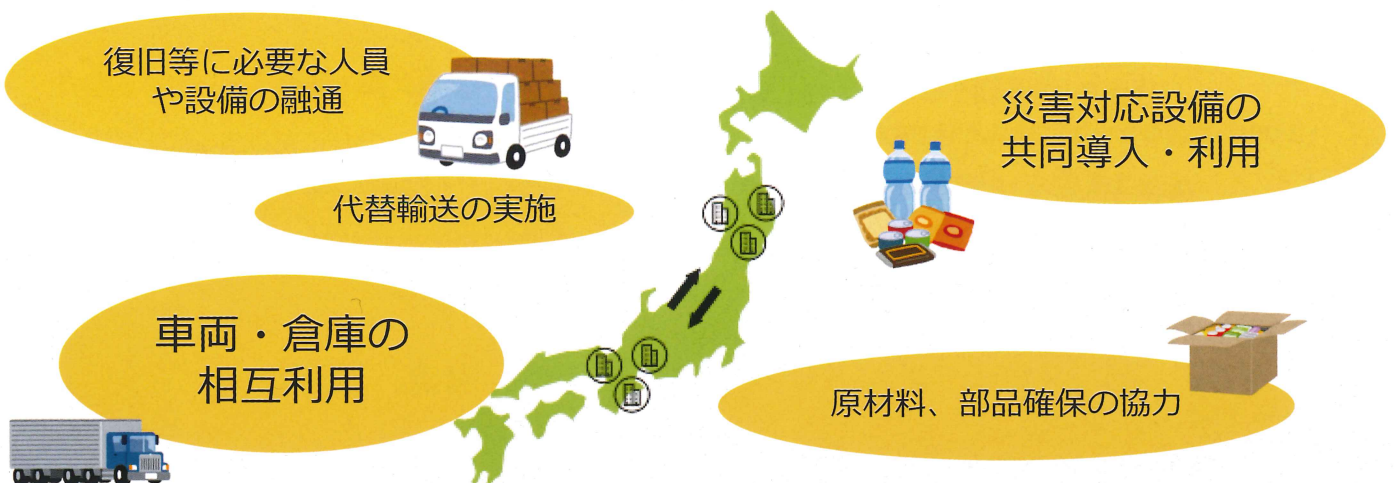 復旧等に必要な人員
や設備の融通
代替輸送の実施
車両・倉庫の
相互利用
災害対応設備の
共同導入・利用
原材料、部品確保の協力